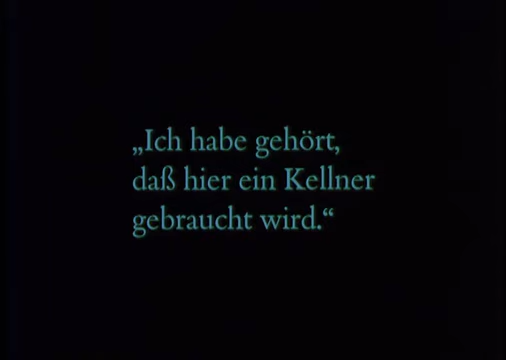 „Ich habe gehört,
daß hier ein Kellner
gebraucht wird.“